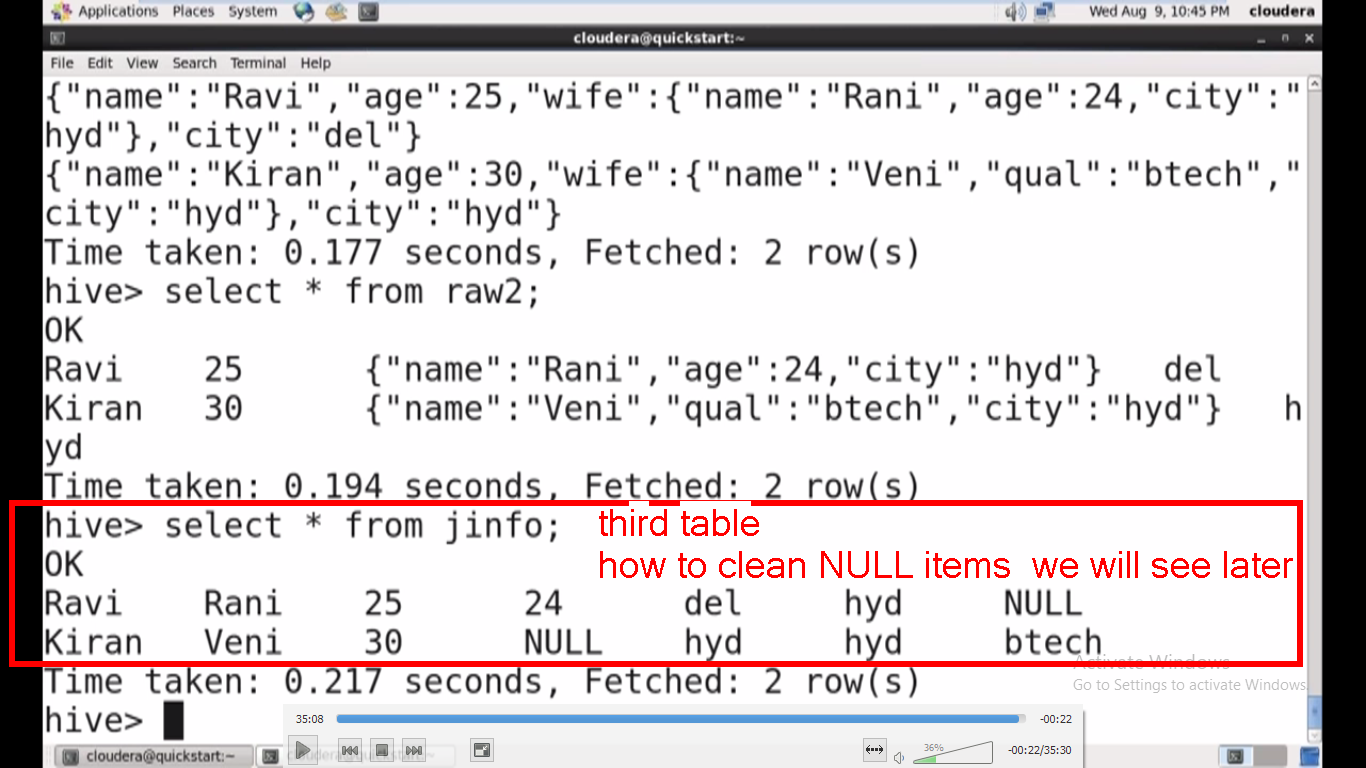 Applications Places System Wed Aug 9, 10:45 PM cloudera
cloudera@quickstart:~
File Edit View Search Terminal Help
{"name":"Ravi","age":25,"wife":{"name":"Rani","age":24,"city":"
hyd"},"city":"del"}
{"name":"Kiran","age":30,"wife":{"name":"Veni","qual":"btech","
city":"hyd"},"city":"hyd"}
Time taken: 0.177 seconds, Fetched: 2 row(s)
hive> select * from raw2;
OK
Ravi 25 {"name":"Rani","age":24,"city":"hyd"} del
Kiran 30 {"name":"Veni","qual":"btech","city":"hyd"} h
yd
Time taken: 0.194 seconds, Fetched: 2 row(s)
hive> select * from jinfo; third table
how to clean NULL items we will see later
OK
Ravi Rani 25 24 del hyd NULL
Kiran Veni 30 NULL hyd hyd btech
Activate Windows
Time taken: 0.217 seconds, Fetched: 2 row(s)
Go to Settings to activate Windows
hive>
35:08 -00:22
36% -00:22/35:30
cloudera@quickstart:~ cloudera@quickstart:~